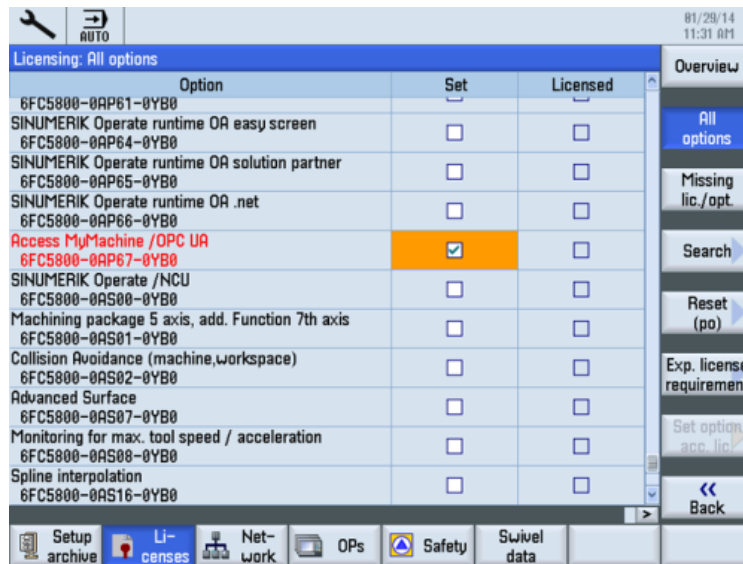 AUTO
01/29/14
11:31 AM
Licensing: All options
Option Set Licensed
6FC5800-0AP61-0YB0
SINUMERIK Operate runtime OA easy screen
6FC5800-0AP64-0YB0
SINUMERIK Operate runtime OA solution partner
6FC5800-0AP65-0YB0
SINUMERIK Operate runtime OA .net
6FC5800-0AP66-0YB0
Access MyMachine /OPC UA
6FC5800-0AP67-0YB0
SINUMERIK Operate /NCU
6FC5800-0AS00-0YB0
Machining package 5 axis, add. Function 7th axis
6FC5800-0AS01-0YB0
Collision Avoidance (machine,workspace)
6FC5800-0AS02-0YB0
Advanced Surface
6FC5800-0AS07-0YB0
Monitoring for max. tool speed / acceleration
6FC5800-0AS08-0YB0
Spline interpolation
6FC5800-0AS16-0YB0
Overview
All
options
Missing
lic./opt.
Search
Reset
(po)
Exp. license
requiremen
Set option
acc. lic.
Back
Setup
archive
Li-
censes
Net-
work
OPs
Safety
Swivel
data